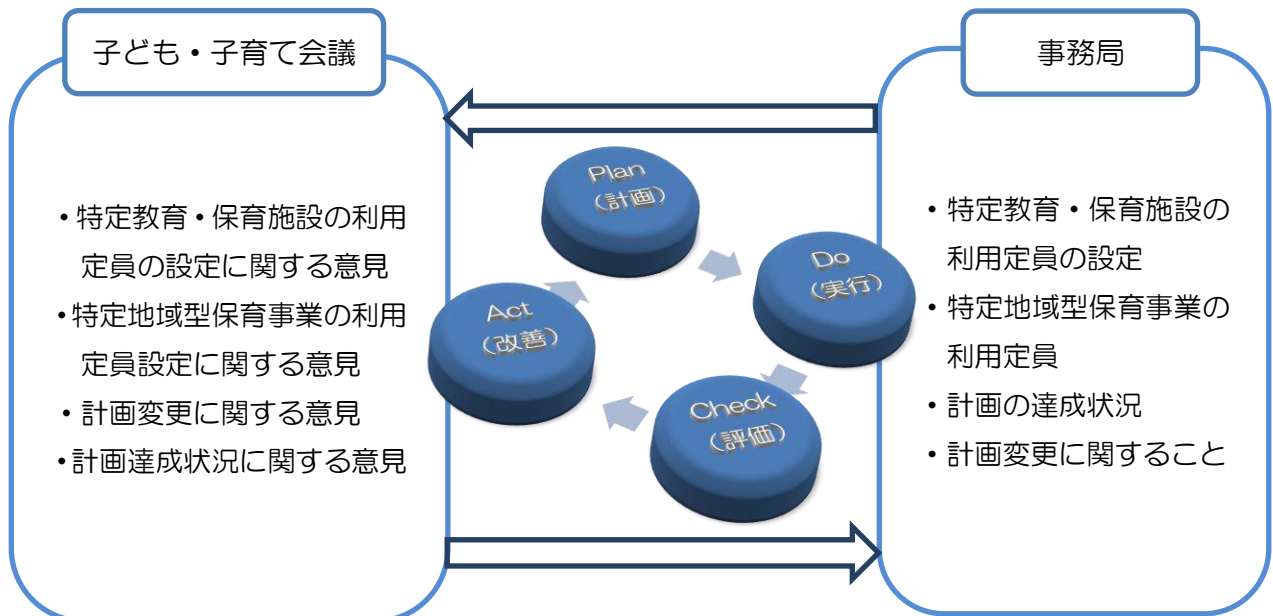 子ども・子育て会議
・特定教育・保育施設の利用
定員の設定に関する意見
・特定地域型保育事業の利用
定員設定に関する意見
・計画変更に関する意見
・計画達成状況に関する意見
Plan
(計画)
Do
(実行)
Check
(評価)
Act
(改善)
事務局
・特定教育・保育施設の
利用定員の設定
・特定地域型保育事業の
利用定員
・計画の達成状況
・計画変更に関すること